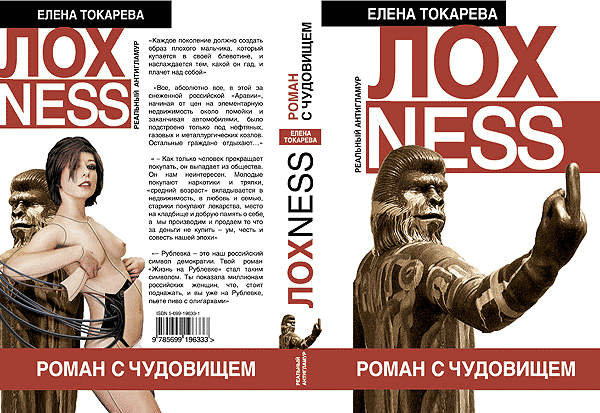 ЕЛЕНА ТОКАРЕВА
ЛОХ
NESS
РЕАЛЬНЫЙ АНТИГЛАМУР
«Каждое поколение должно создать
образ плохого мальчика, который
купается в своей блевотине, и
наслаждается тем, какой он гад, и
плачет над собой»
«Все, абсолютно все, в этой за
снеженной российской «Аравии»,
начиная от цен на элементарную
недвижимость около помойки и
заканчивая автомобилями, было
подстроено только под нефтяных,
газовых и металлургических козлов.
Остальные граждане отдыхают...»
«– Как только человек прекращает
покупать, он выпадает из общества.
Он нам неинтересен. Молодые
покупают наркотики и тряпки,
«средний возраст» вкладывается в
недвижимость, в любовь и семью,
старики покупают лекарства, место
на кладбище и добрую память о себе,
а мы производим и продаем то что
за деньги не купить – ум, честь и
совесть нашей эпохи»
«— Рублевка – это наш российский
символ демократии. Твой роман
«Жизнь на Рублевке» стал таким
символом. Ты показала миллионам
российских женщин, что, стоит
поднажать, и вы уже на Рублевке,
пьете пиво с олигархами»
ISBN 5-699-19633-1
9 785699 196333 >
РОМАН С ЧУДОВИЩЕМ
РОМАН
С ЧУДОВИЩЕМ
ЕЛЕНА
ТОКАРЕВА
ЛОХNESS
РЕАЛЬНЫЙ
АНТИГЛАМУР
ЕЛЕНА ТОКАРЕВА
ЛОХ
NESS
РЕАЛЬНЫЙ АНТИГЛАМУР
РОМАН С ЧУДОВИЩЕМ